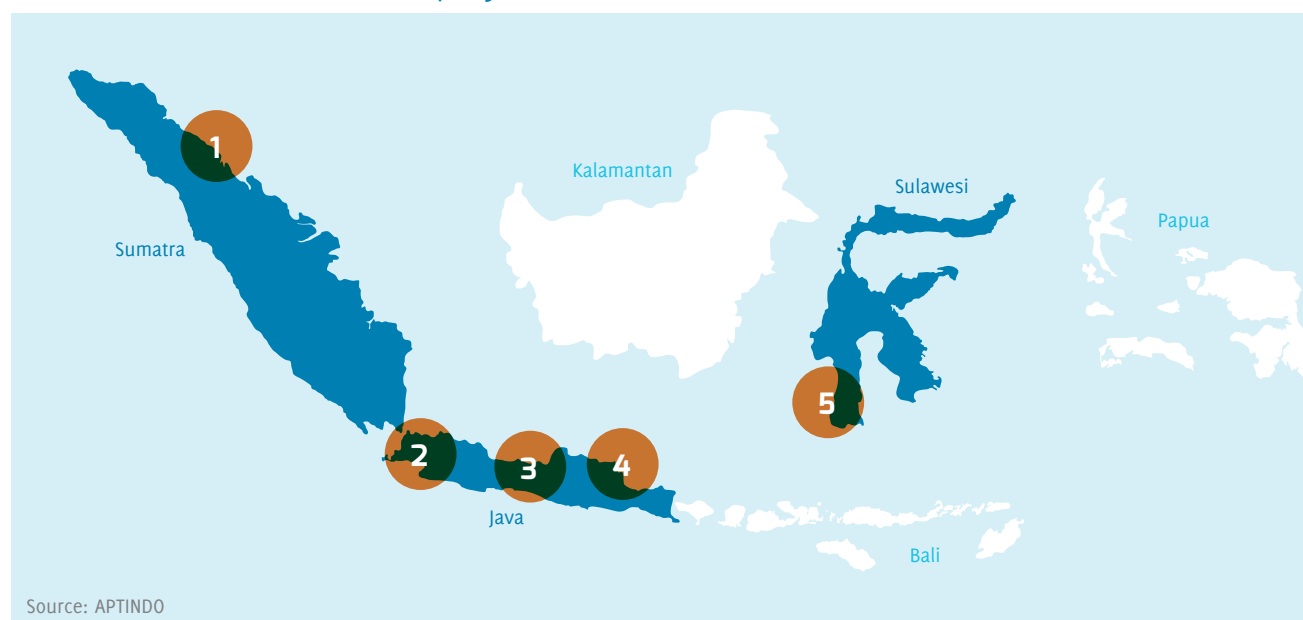 1
Kalamantan
Sulawesi
Papua
Sumatra
5
2
3
4
Java
Bali
Source: APTINDO